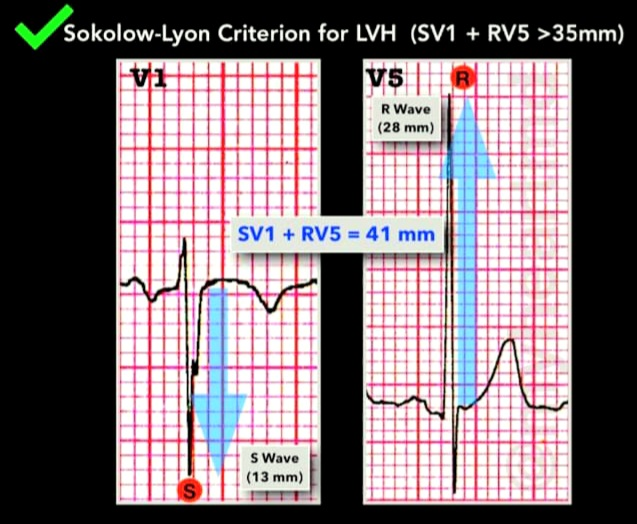 Sokolow-Lyon Criterion for LVH (SV1 + RV5 >35mm)
V1
V5
R
R Wave
(28 mm)
SV1 + RV5 = 41 mm
S Wave
(13 mm)
S